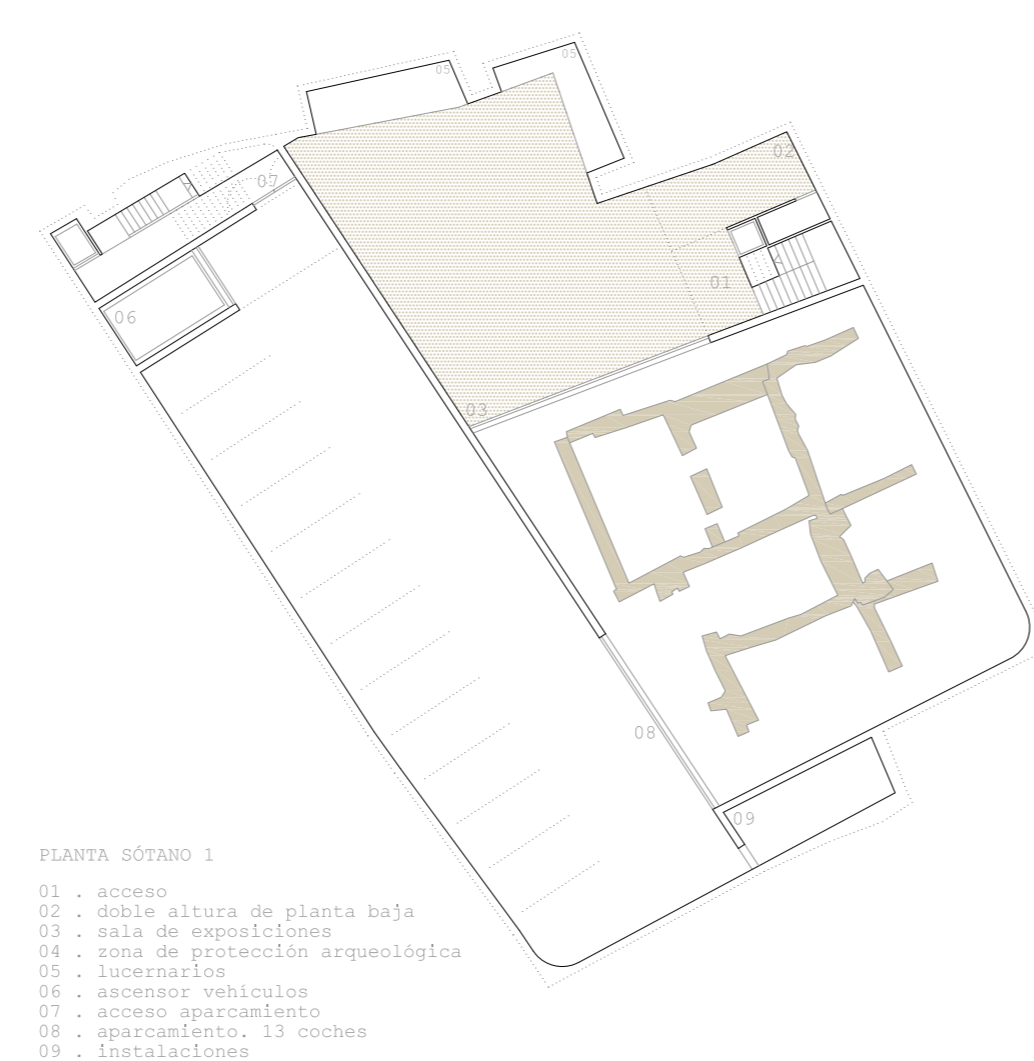 05
05
02
07
01
06
03
08
09
PLANTA SÓTANO 1
01 . acceso
02 . doble altura de planta baja
03 . sala de exposiciones
04 . zona de protección arqueológica
05 . lucernarios
06 . ascensor vehículos
07 . acceso aparcamiento
08 . aparcamiento. 13 coches
09 . instalaciones